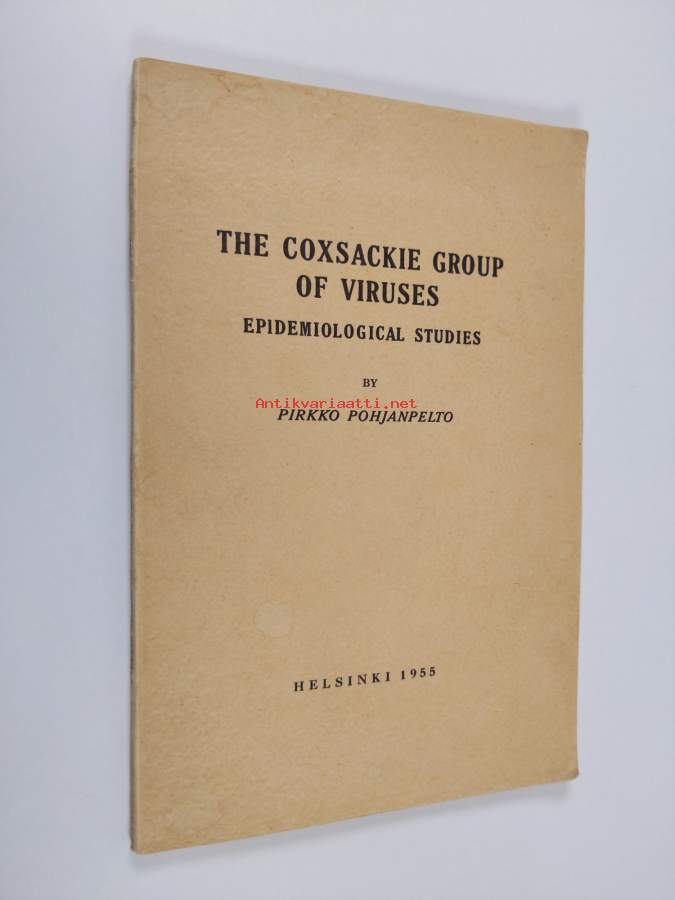 THE COXSACKIE GROUP
OF VIRUSES
EPIDEMIOLOGICAL STUDIES
BY
Antikvariaatti.net
PIRKKO POHJANPELTO
HELSINKI 1955